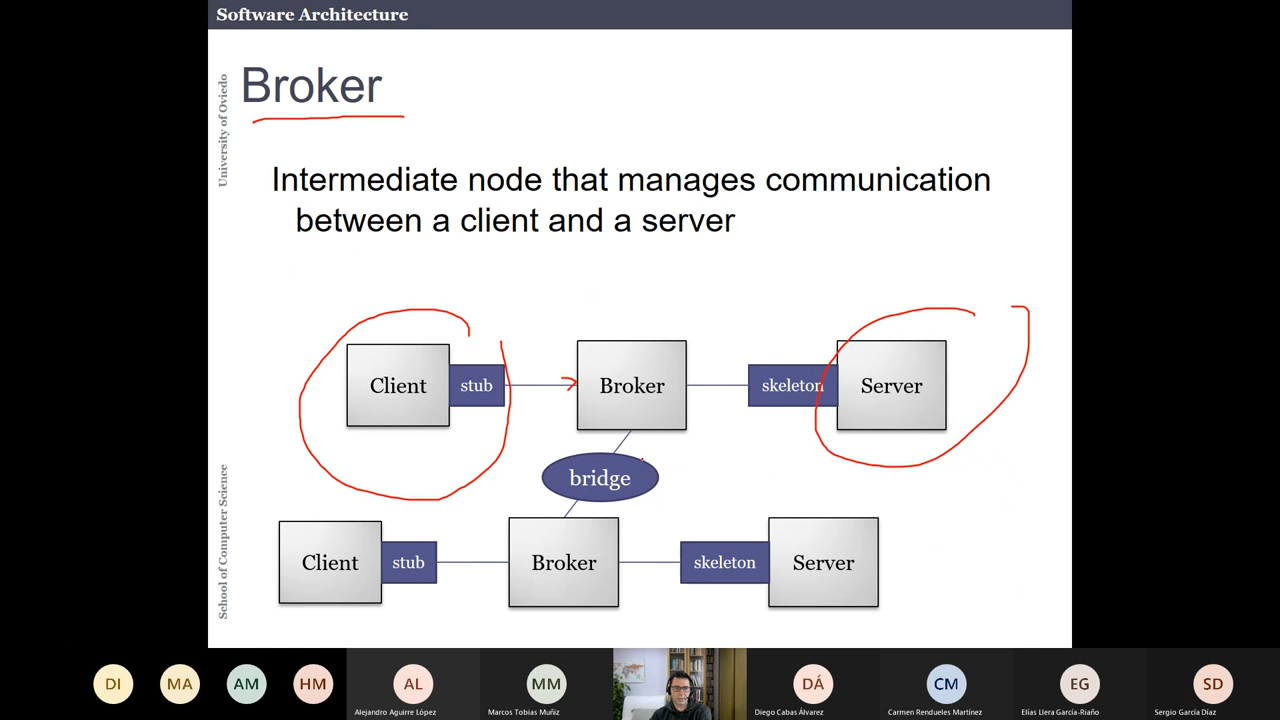 Software Architecture
University of Oviedo
Broker
Intermediate node that manages communication
between a client and a server
Client
stub
Broker
skeleton
Server
bridge
School of Computer Science
Client
stub
Broker
skeleton
Server
DI
MA
AM
HM
AL
MM
DÁ
CM
EG
SD
Alejandro Aguirre López
Marcos Tobias Muñiz
Diego Cabas Álvarez
Carmen Rendueles Martínez
Elías Llera García-Riaño
Sergio García Díaz